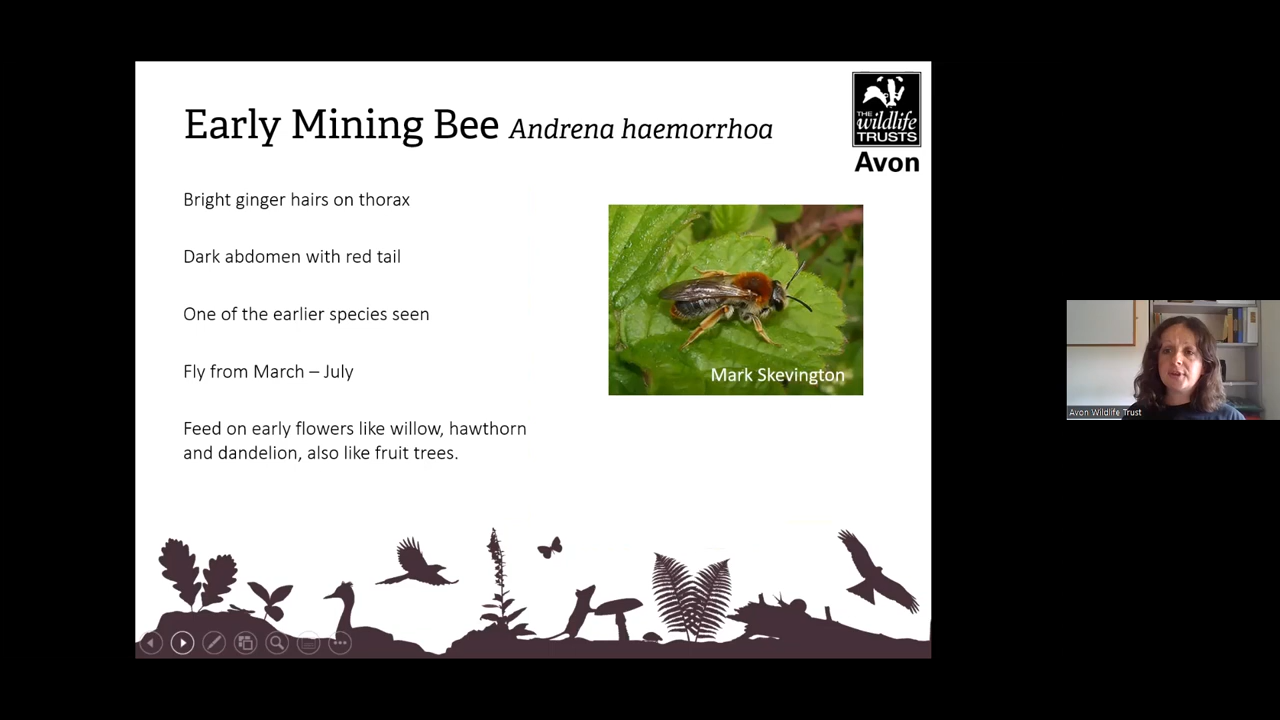 Early Mining Bee Andrena haemorrhoa
THE
wildlife
TRUSTS
Avon
Bright ginger hairs on thorax
Dark abdomen with red tail
One of the earlier species seen
Fly from March – July
Feed on early flowers like willow, hawthorn
and dandelion, also like fruit trees.
Mark Skevington
Avon Wildlife Trust